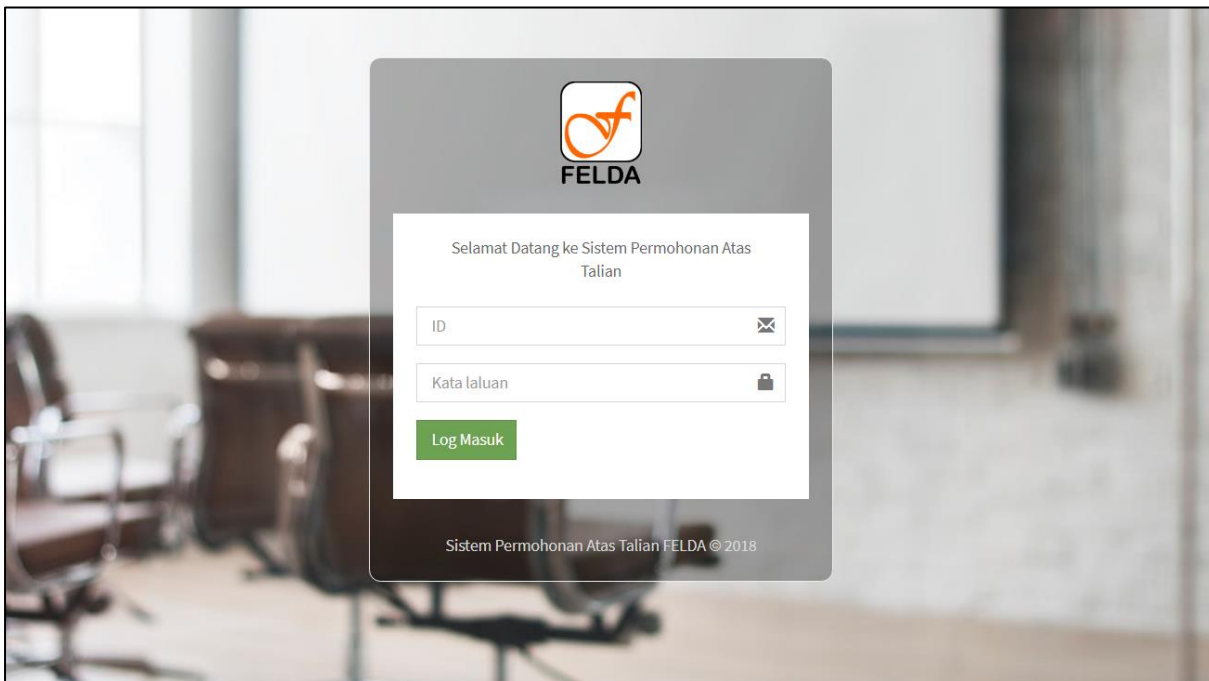 FELDA
Selamat Datang ke Sistem Permohonan Atas
Talian
ID
Kata laluan
Log Masuk
Sistem Permohonan Atas Talian FELDA © 2018